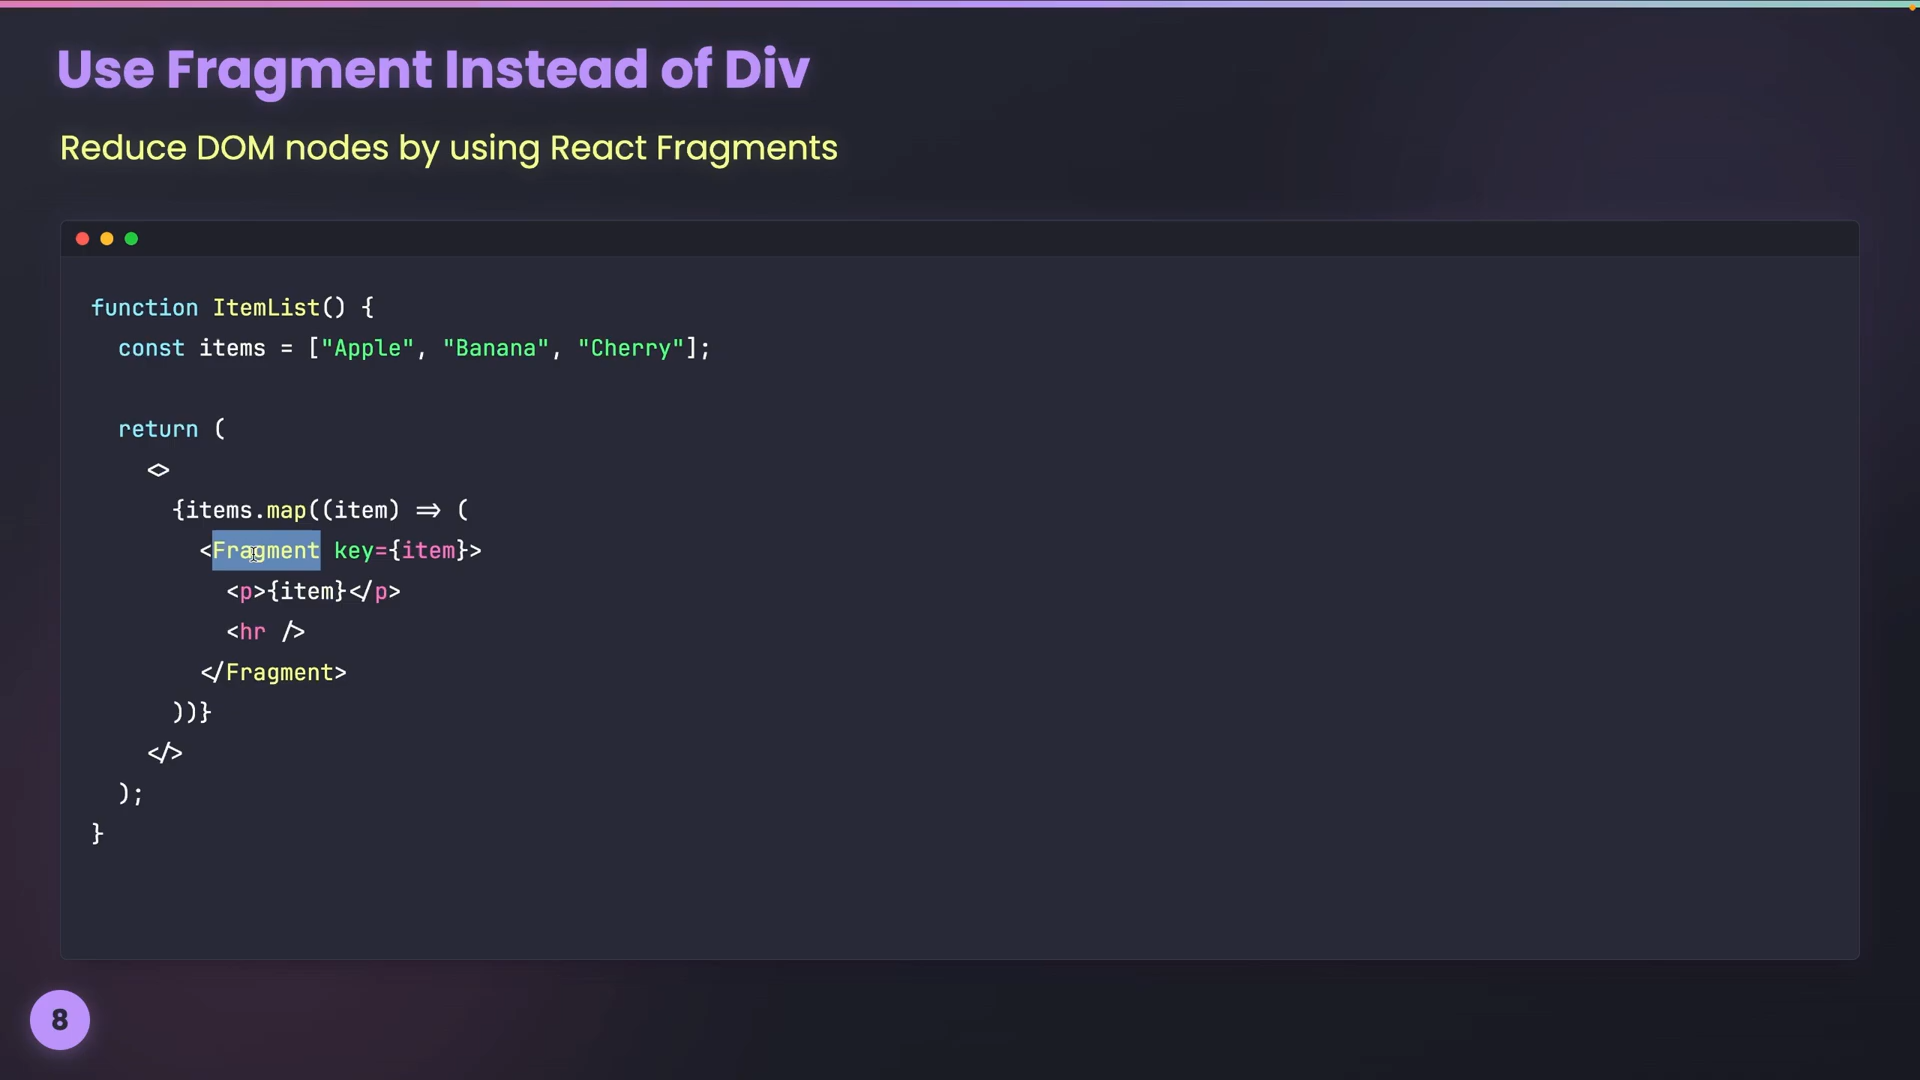 Use Fragment Instead of Div
Reduce DOM nodes by using React Fragments
function ItemList() {
  const items = ["Apple", "Banana", "Cherry"];
  return (
    <>
      {items.map((item) => (
        <Fragment key={item}>
          <p>{item}</p>
          <hr />
        </Fragment>
      ))}
    </>
  );
}
8